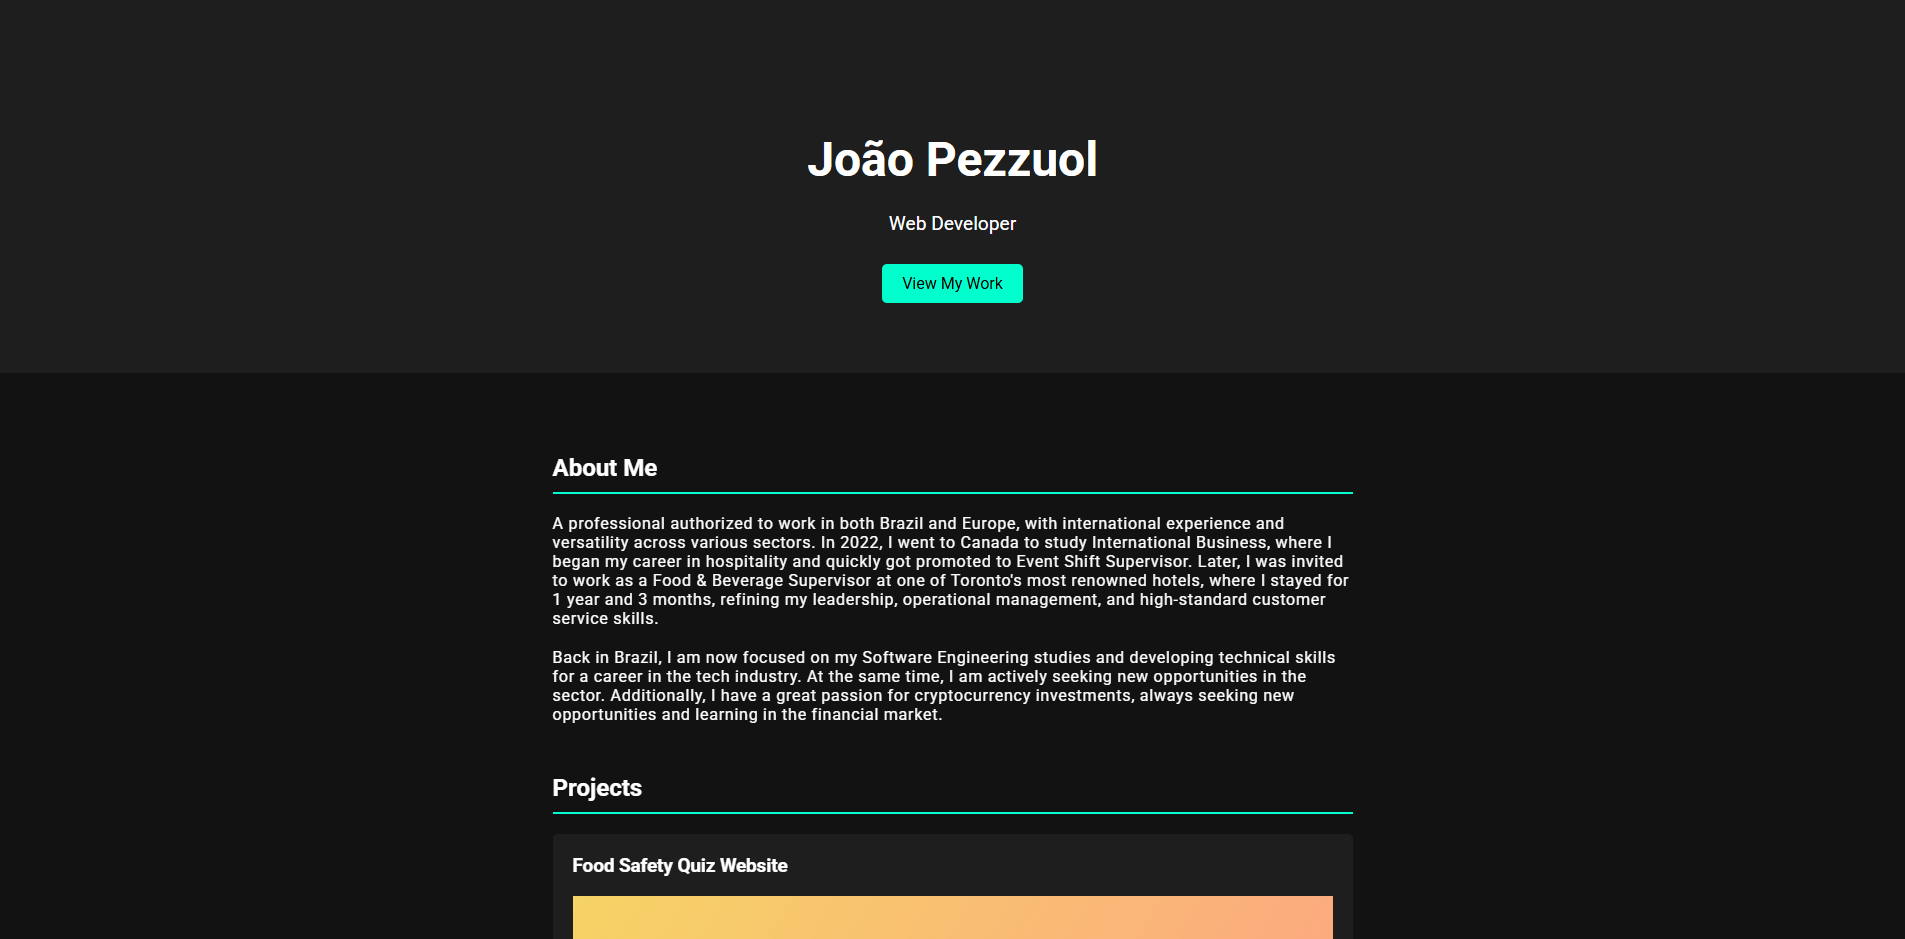 João Pezzuol
Web Developer
View My Work
About Me
A professional authorized to work in both Brazil and Europe, with international experience and
versatility across various sectors. In 2022, I went to Canada to study International Business, where I
began my career in hospitality and quickly got promoted to Event Shift Supervisor. Later, I was invited
to work as a Food & Beverage Supervisor at one of Toronto's most renowned hotels, where I stayed for
1 year and 3 months, refining my leadership, operational management, and high-standard customer
service skills.
Back in Brazil, I am now focused on my Software Engineering studies and developing technical skills
for a career in the tech industry. At the same time, I am actively seeking new opportunities in the
sector. Additionally, I have a great passion for cryptocurrency investments, always seeking new
opportunities and learning in the financial market.
Projects
Food Safety Quiz Website